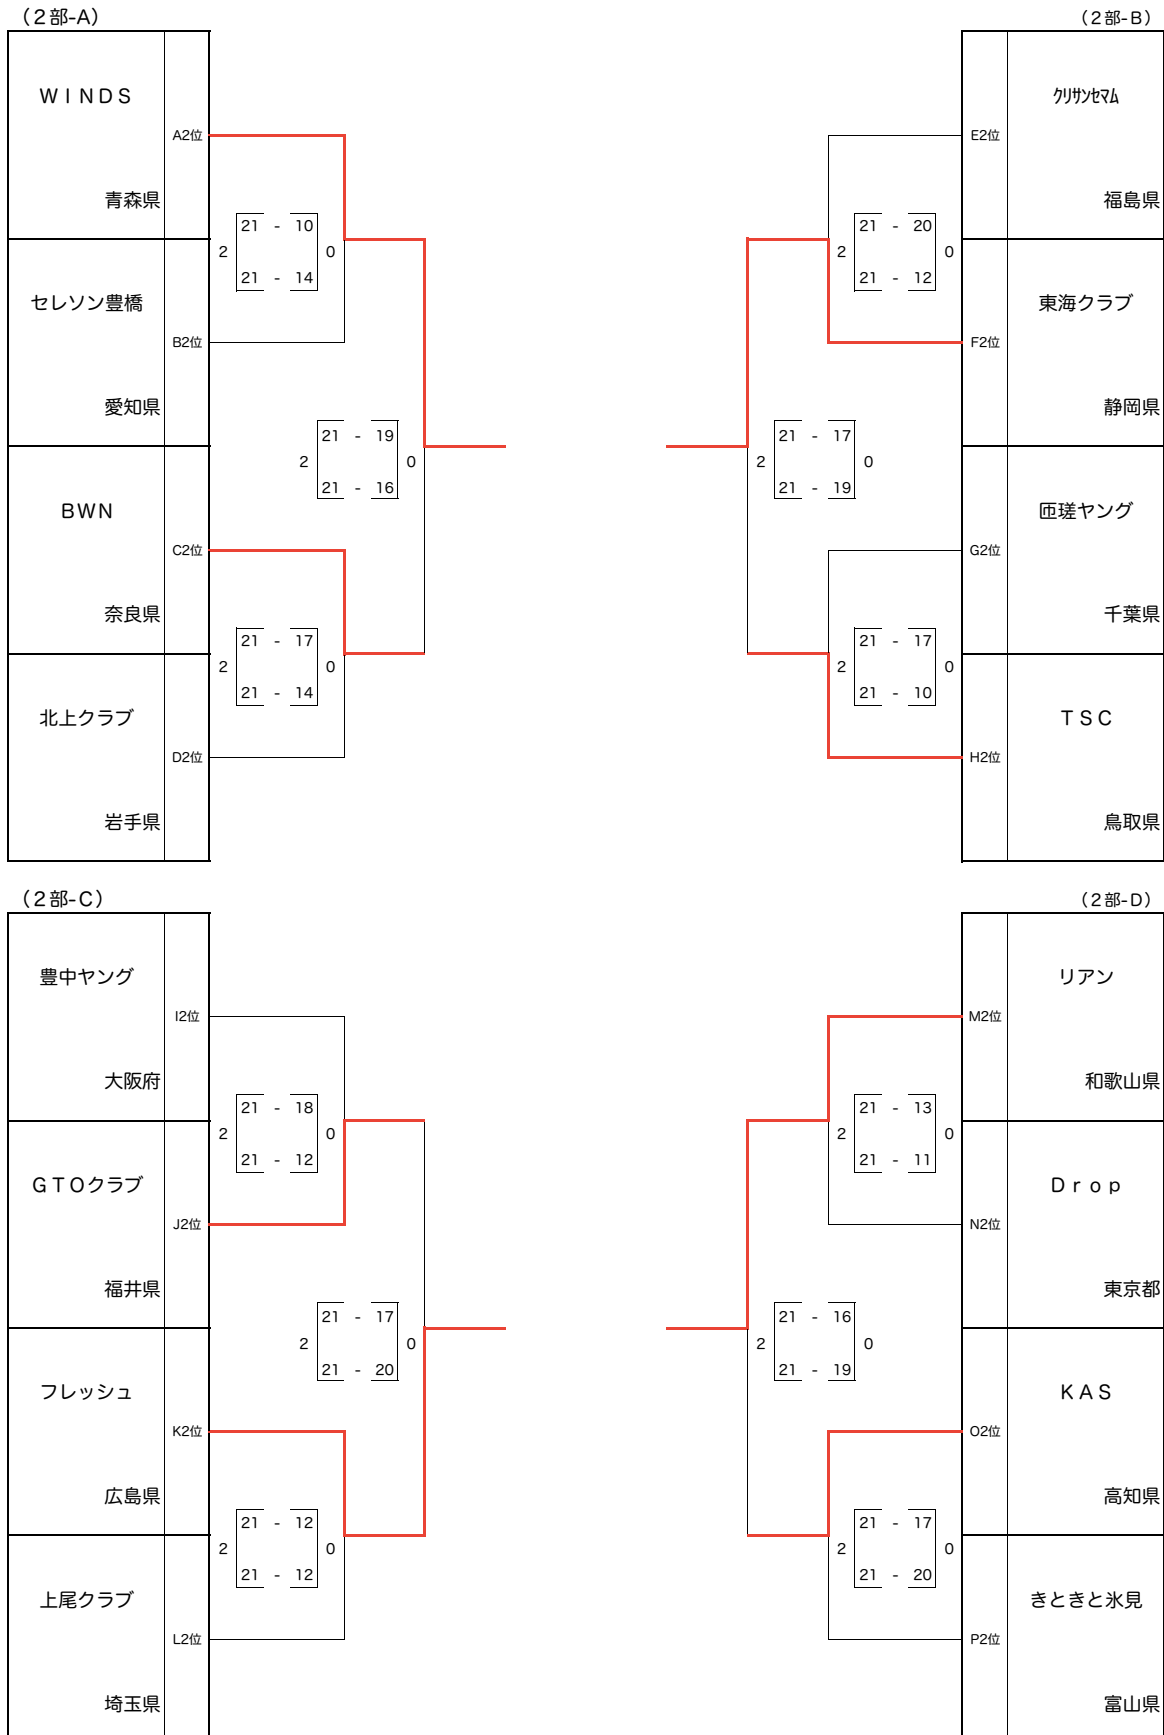 （２部-A）
ＷＩＮＤＳ
A2位
青森県
21 - 10
2 0
21 - 14
セレソン豊橋
B2位
愛知県
21 - 19
2 0
21 - 16
ＢＷＮ
C2位
奈良県
21 - 17
2 0
21 - 14
北上クラブ
D2位
岩手県
（２部-Ｂ）
ｸﾘｻﾝｾﾏﾑ
E2位
福島県
21 - 20
2 0
21 - 12
東海クラブ
F2位
静岡県
21 - 17
2 0
21 - 19
匝瑳ヤング
G2位
千葉県
21 - 17
2 0
21 - 10
ＴＳＣ
H2位
鳥取県
（２部-Ｃ）
豊中ヤング
I2位
大阪府
21 - 18
2 0
21 - 12
ＧＴＯクラブ
J2位
福井県
21 - 17
2 0
21 - 20
フレッシュ
K2位
広島県
21 - 12
2 0
21 - 12
上尾クラブ
L2位
埼玉県
（２部-Ｄ）
リアン
M2位
和歌山県
21 - 13
2 0
21 - 11
Ｄｒｏｐ
N2位
東京都
21 - 16
2 0
21 - 19
ＫＡＳ
O2位
高知県
21 - 17
2 0
21 - 20
きときと氷見
P2位
富山県